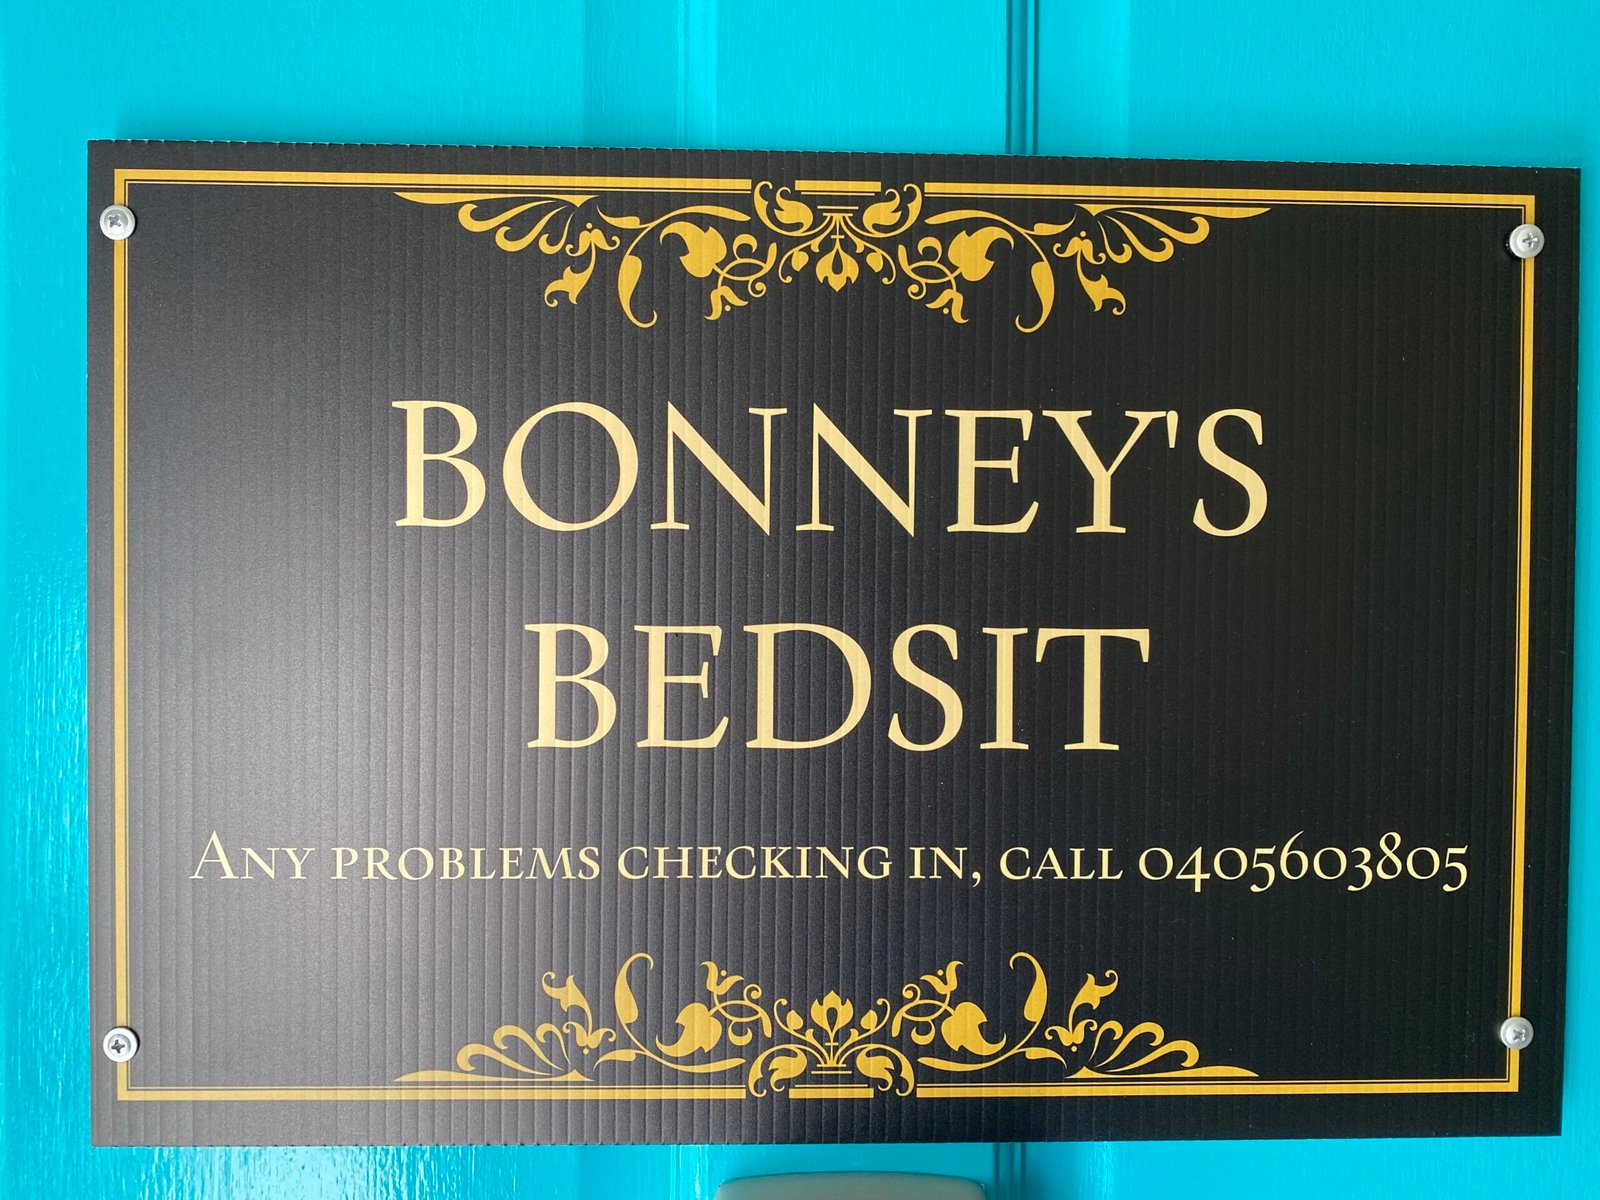 BONNEY'S
BEDSIT
ANY PROBLEMS CHECKING IN, CALL 0405603805